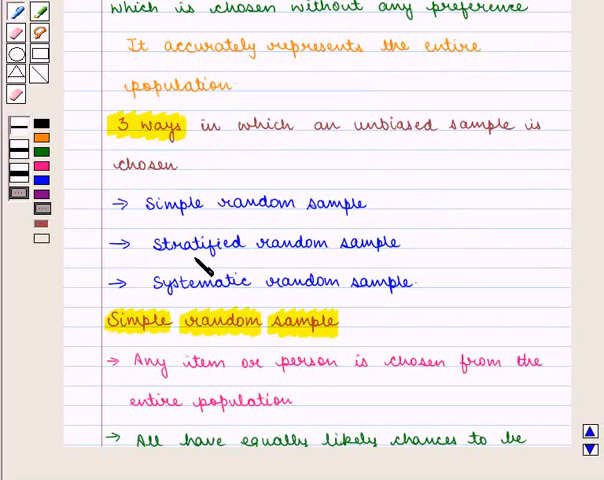 which is chosen without any preference
It accurately represents the entire
population.
3 ways in which an unbiased sample is
chosen
→ Simple random sample
→ Stratified random sample
→ Systematic random sample.
Simple random sample
→ Any item or person is chosen from the
entire population
→ All have equally likely chances to be